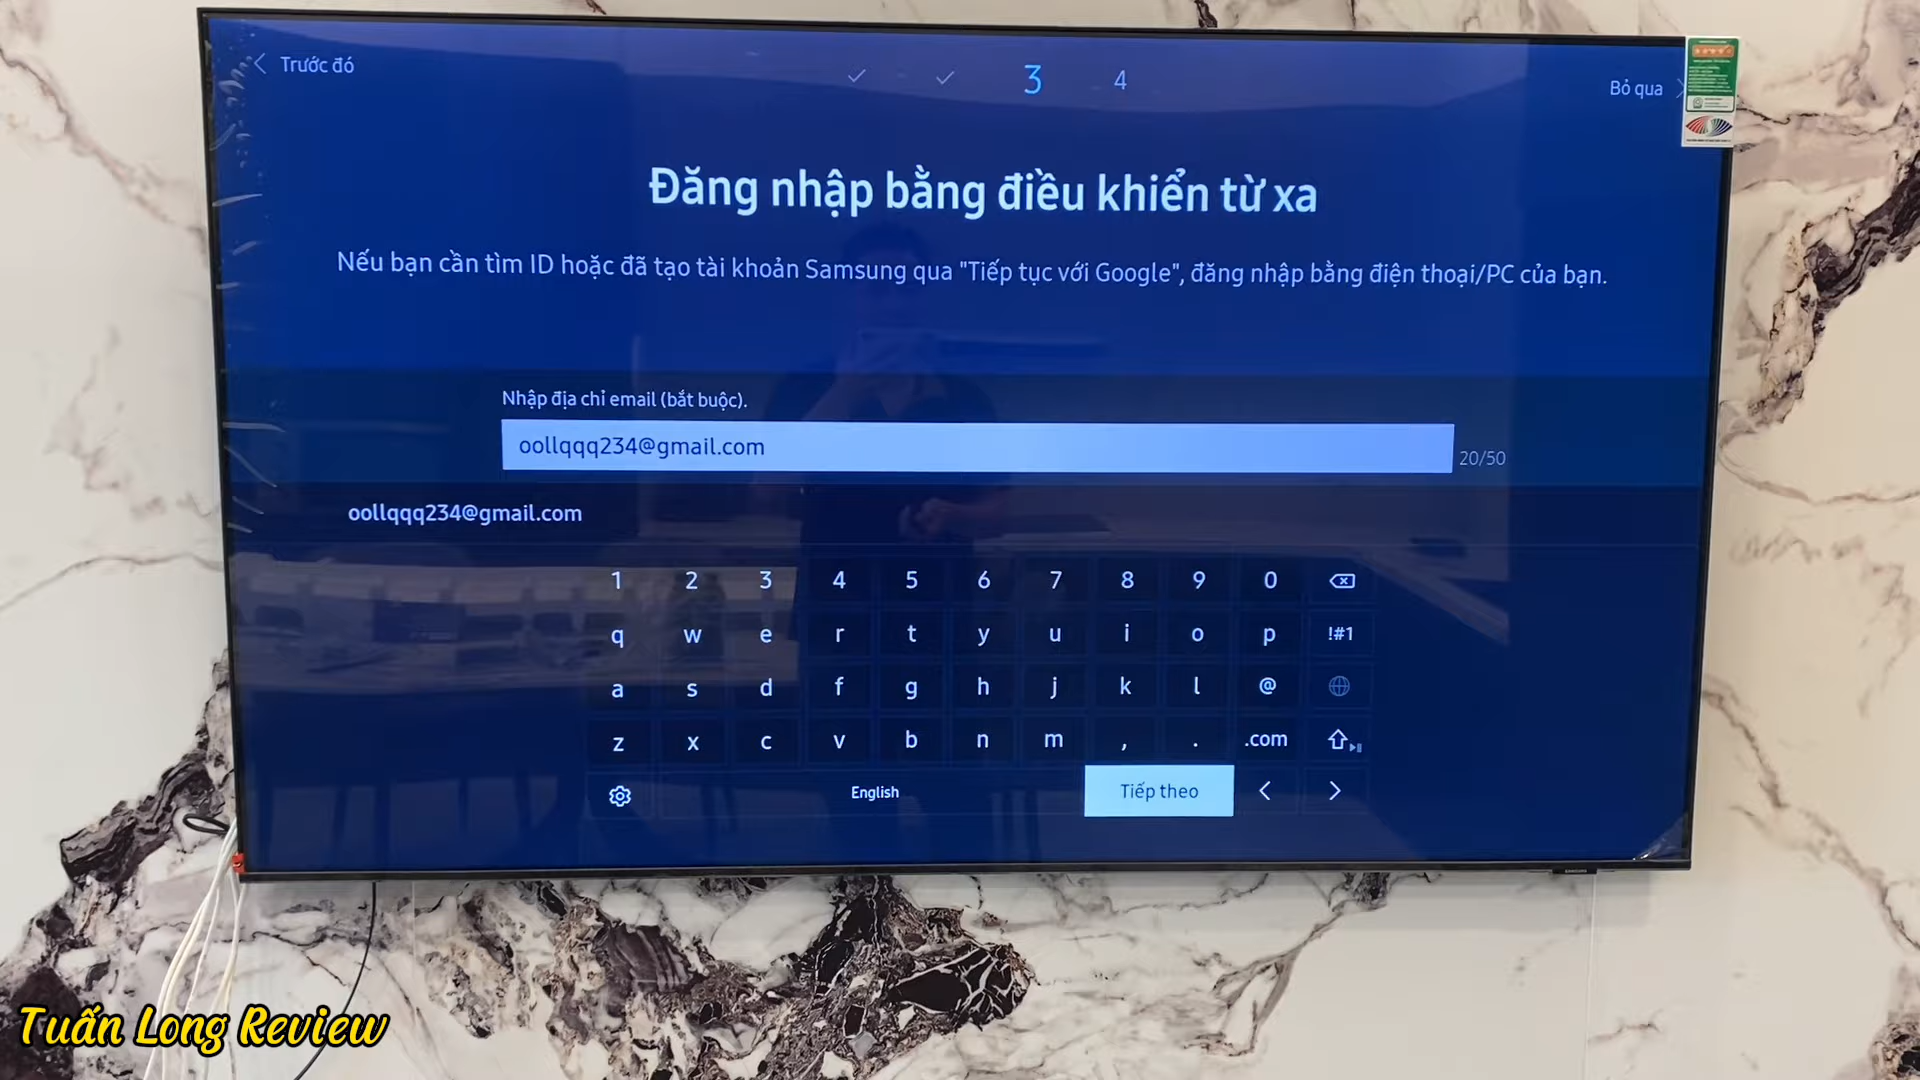 Trước đó
3
4
Bỏ qua
Đăng nhập bằng điều khiển từ xa
Nếu bạn cần tìm ID hoặc đã tạo tài khoản Samsung qua "Tiếp tục với Google", đăng nhập bằng điện thoại/PC của bạn.
Nhập địa chỉ email (bắt buộc).
oollqqq234@gmail.com
20/50
oollqqq234@gmail.com
1 2 3 4 5 6 7 8 9 0
q w e r t y u i o p !#1
a s d f g h j k l @
z x c v b n m , . .com
English
Tiếp theo
SAMSUNG
Tuấn Long Review